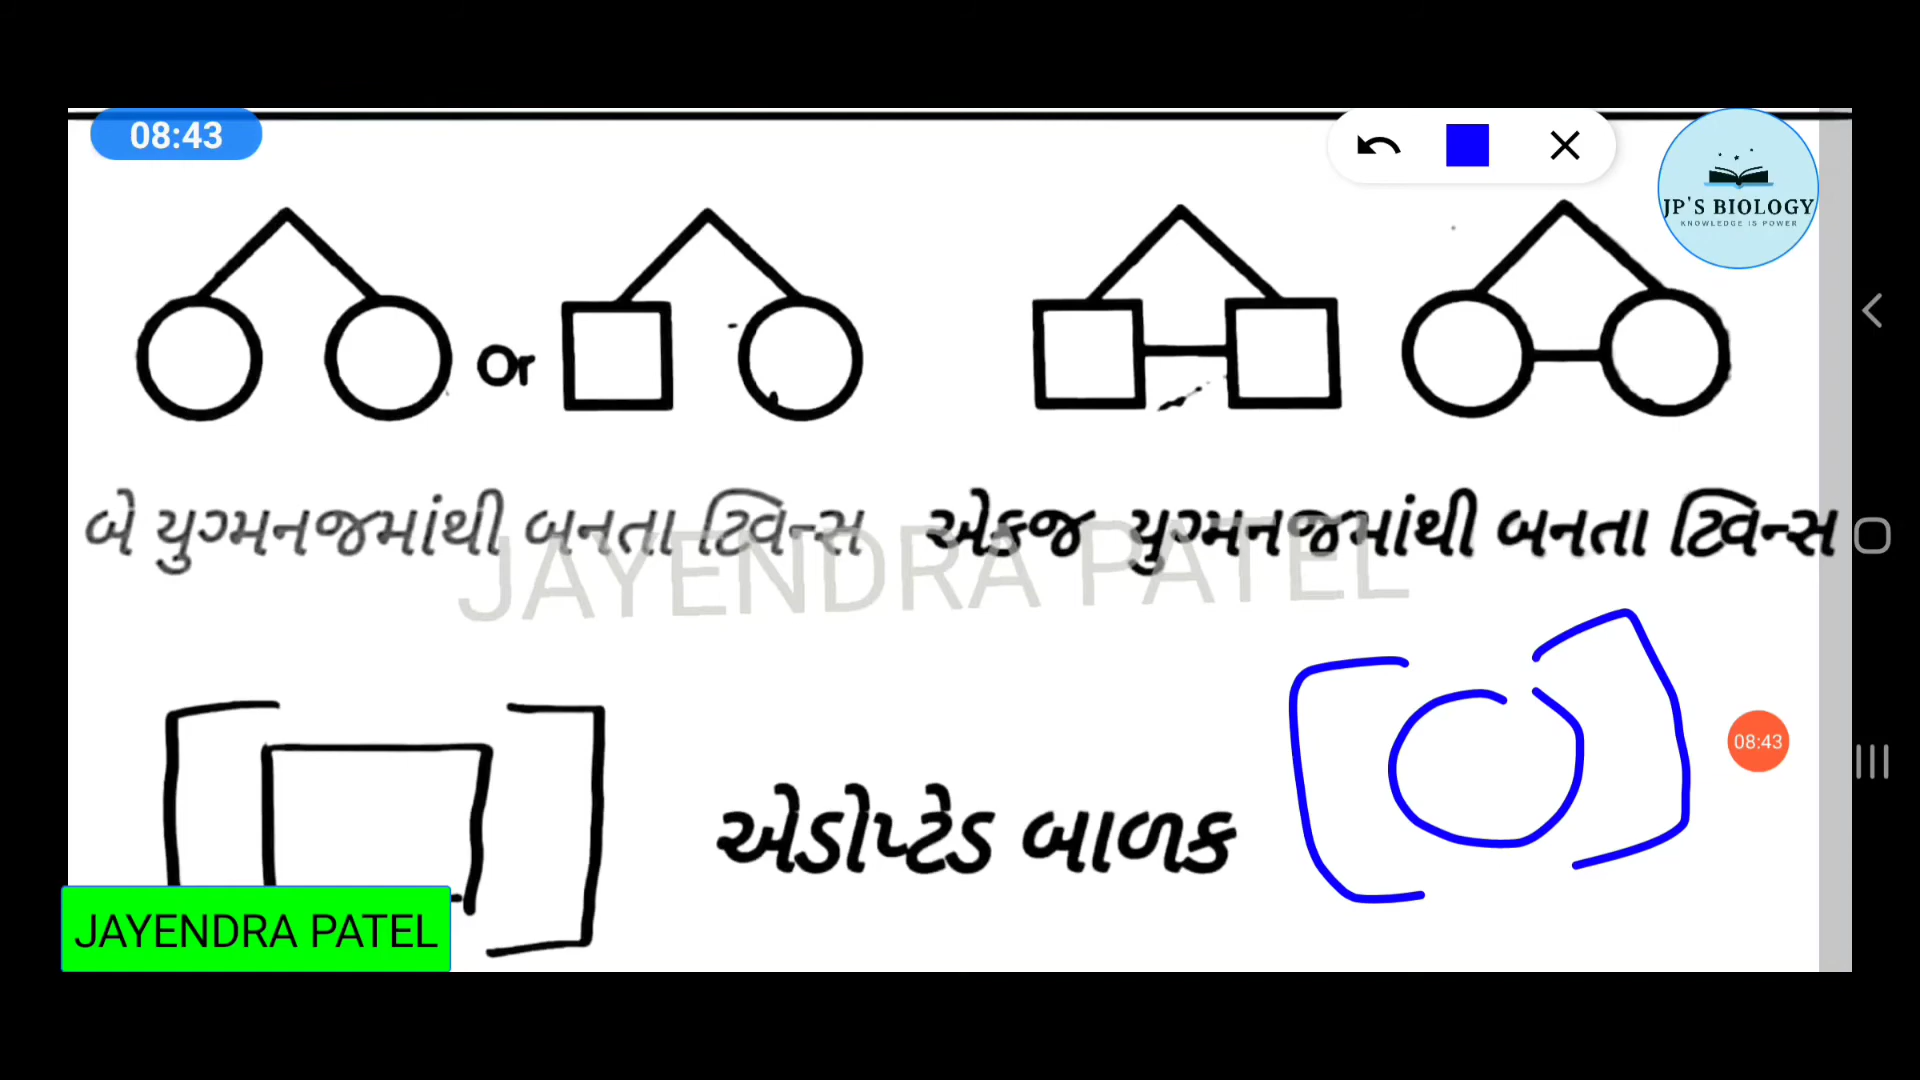 08:43
JP'S BIOLOGY
KNOWLEDGE IS POWER
Or
બે યુગ્મનજમાંથી બનતા ટ્વિન્સ
એકજ યુગ્મનજમાંથી બનતા ટ્વિન્સ
JAYENDRA PATEL
એડોપ્ટેડ બાળક
08:43
JAYENDRA PATEL